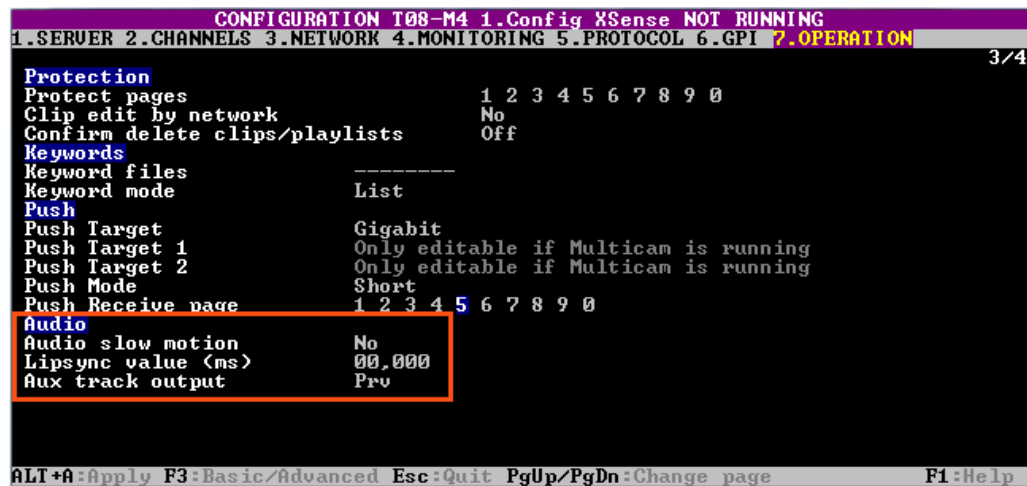 CONFIGURATION T08-M4 1.Config XSense NOT RUNNING
1.SERVER 2.CHANNELS 3.NETWORK 4.MONITORING 5.PROTOCOL 6.GPI 7.OPERATION
3/4
Protection
Protect pages 1 2 3 4 5 6 7 8 9 0
Clip edit by network No
Confirm delete clips/playlists Off
Keywords
Keyword files --------
Keyword mode List
Push
Push Target Gigabit
Push Target 1 Only editable if Multicam is running
Push Target 2 Only editable if Multicam is running
Push Mode Short
Push Receive page 1 2 3 4 5 6 7 8 9 0
Audio
Audio slow motion No
Lipsync value (ms) 00,000
Aux track output Prv
ALT+A:Apply F3:Basic/Advanced Esc:Quit PgUp/PgDn:Change page F1:Help